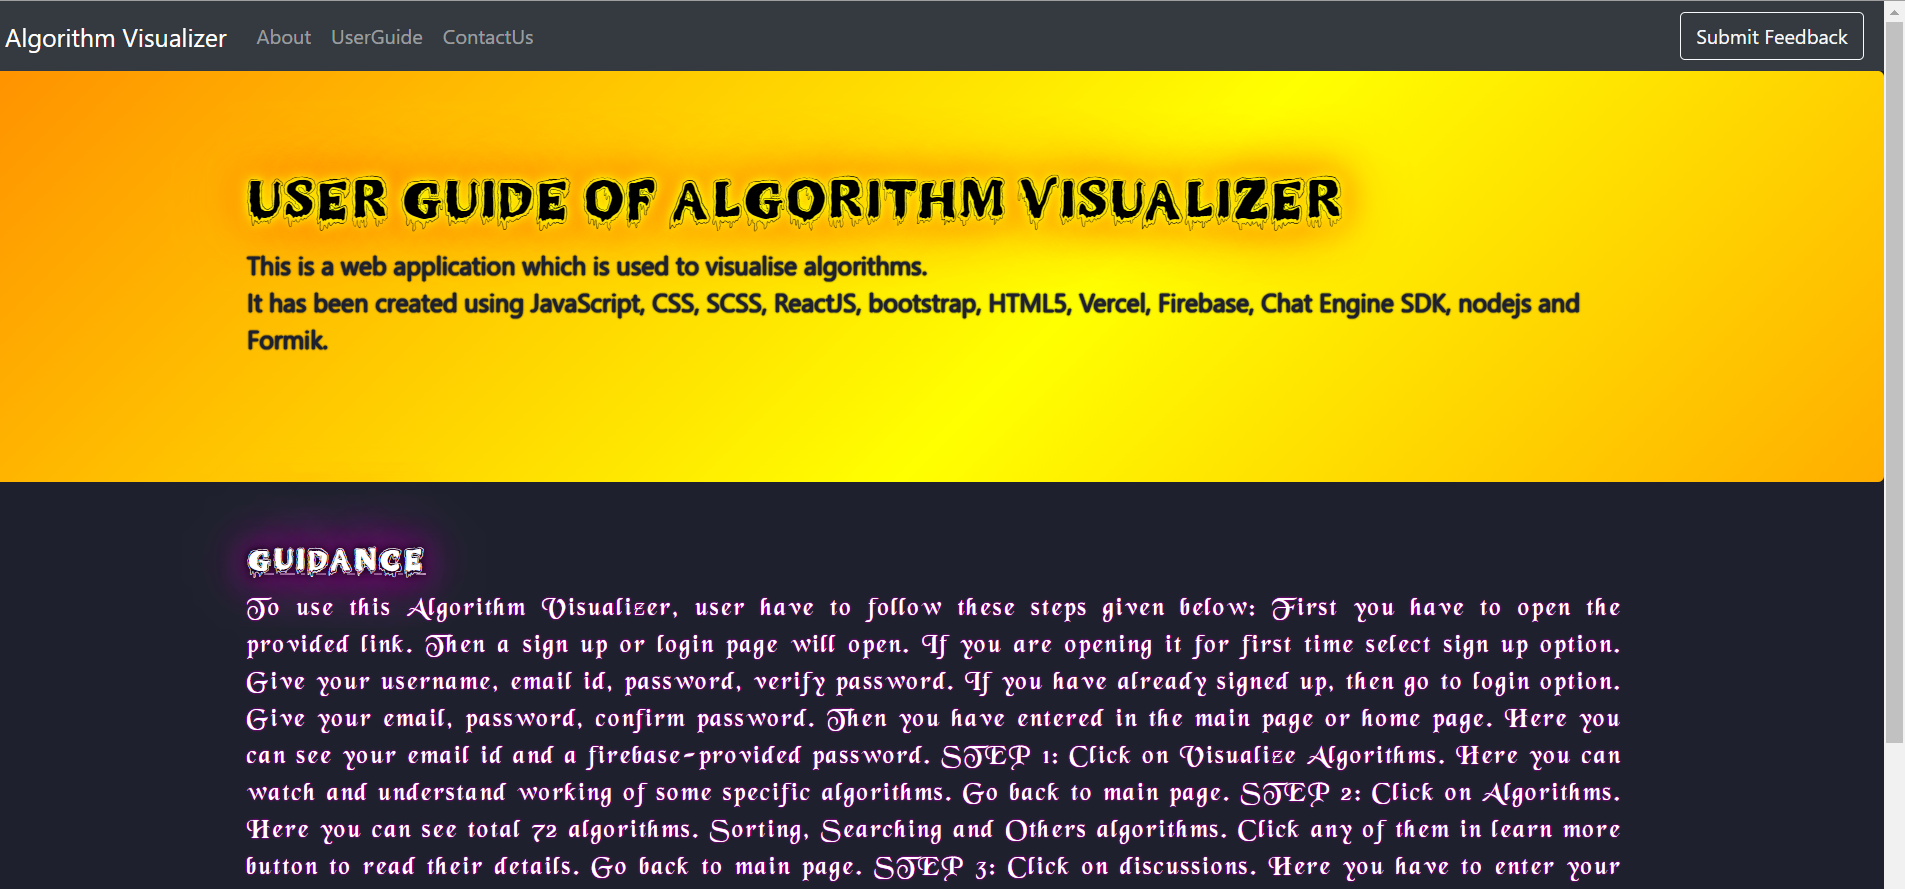 Algorithm Visualizer About UserGuide ContactUs Submit Feedback
USER GUIDE OF ALGORITHM VISUALIZER
This is a web application which is used to visualise algorithms.
It has been created using JavaScript, CSS, SCSS, ReactJS, bootstrap, HTML5, Vercel, Firebase, Chat Engine SDK, nodejs and
Formik.
GUIDANCE
To use this Algorithm Visualizer, user have to follow these steps given below: First you have to open the
provided link. Then a sign up or login page will open. If you are opening it for first time select sign up option.
Give your username, email id, password, verify password. If you have already signed up, then go to login option.
Give your email, password, confirm password. Then you have entered in the main page or home page. Here you
can see your email id and a firebase-provided password. STEP 1: Click on Visualize Algorithms. Here you can
watch and understand working of some specific algorithms. Go back to main page. STEP 2: Click on Algorithms.
Here you can see total 72 algorithms. Sorting, Searching and Others algorithms. Click any of them in learn more
button to read their details. Go back to main page. STEP 3: Click on discussions. Here you have to enter your